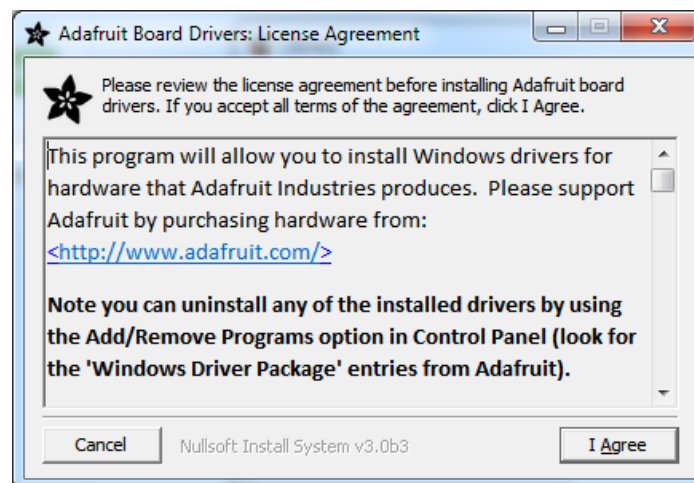 Adafruit Board Drivers: License Agreement
Please review the license agreement before installing Adafruit board
drivers. If you accept all terms of the agreement, click I Agree.
This program will allow you to install Windows drivers for
hardware that Adafruit Industries produces.  Please support
Adafruit by purchasing hardware from:
<http://www.adafruit.com/>
Note you can uninstall any of the installed drivers by using
the Add/Remove Programs option in Control Panel (look for
the 'Windows Driver Package' entries from Adafruit).
Cancel
Nullsoft Install System v3.0b3
I Agree